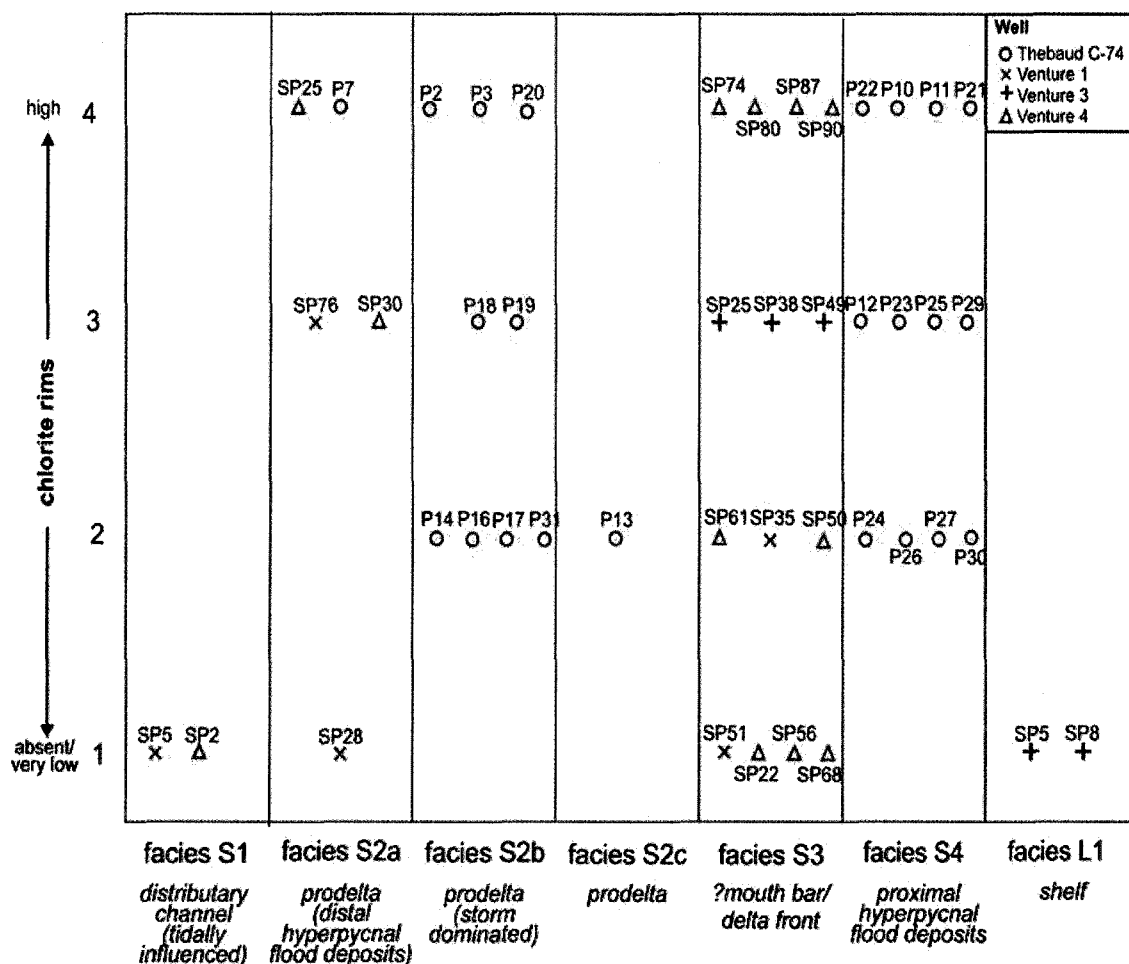 Well
Thebaud C-74
Venture 1
Venture 3
Venture 4
high
chlorite rims
absent/
very low
4
SP25 P7 P2 P3 P20 SP74 SP87 P22 P10 P11 P21
SP80 SP90
3
SP76 SP30 P18 P19 SP25 SP38 SP49 P12 P23 P25 P29
2
P14 P16 P17 P31 P13 SP61 SP35 SP50 P24 P27
P26 P30
1
SP5 SP2 SP28 SP51 SP56 SP5 SP8
SP22 SP68
facies S1
distributary
channel
(tidally
influenced)
facies S2a
prodelta
(distal
hyperpycnal
flood deposits)
facies S2b
prodelta
(storm
dominated)
facies S2c
prodelta
facies S3
?mouth bar/
delta front
facies S4
proximal
hyperpycnal
flood deposits
facies L1
shelf